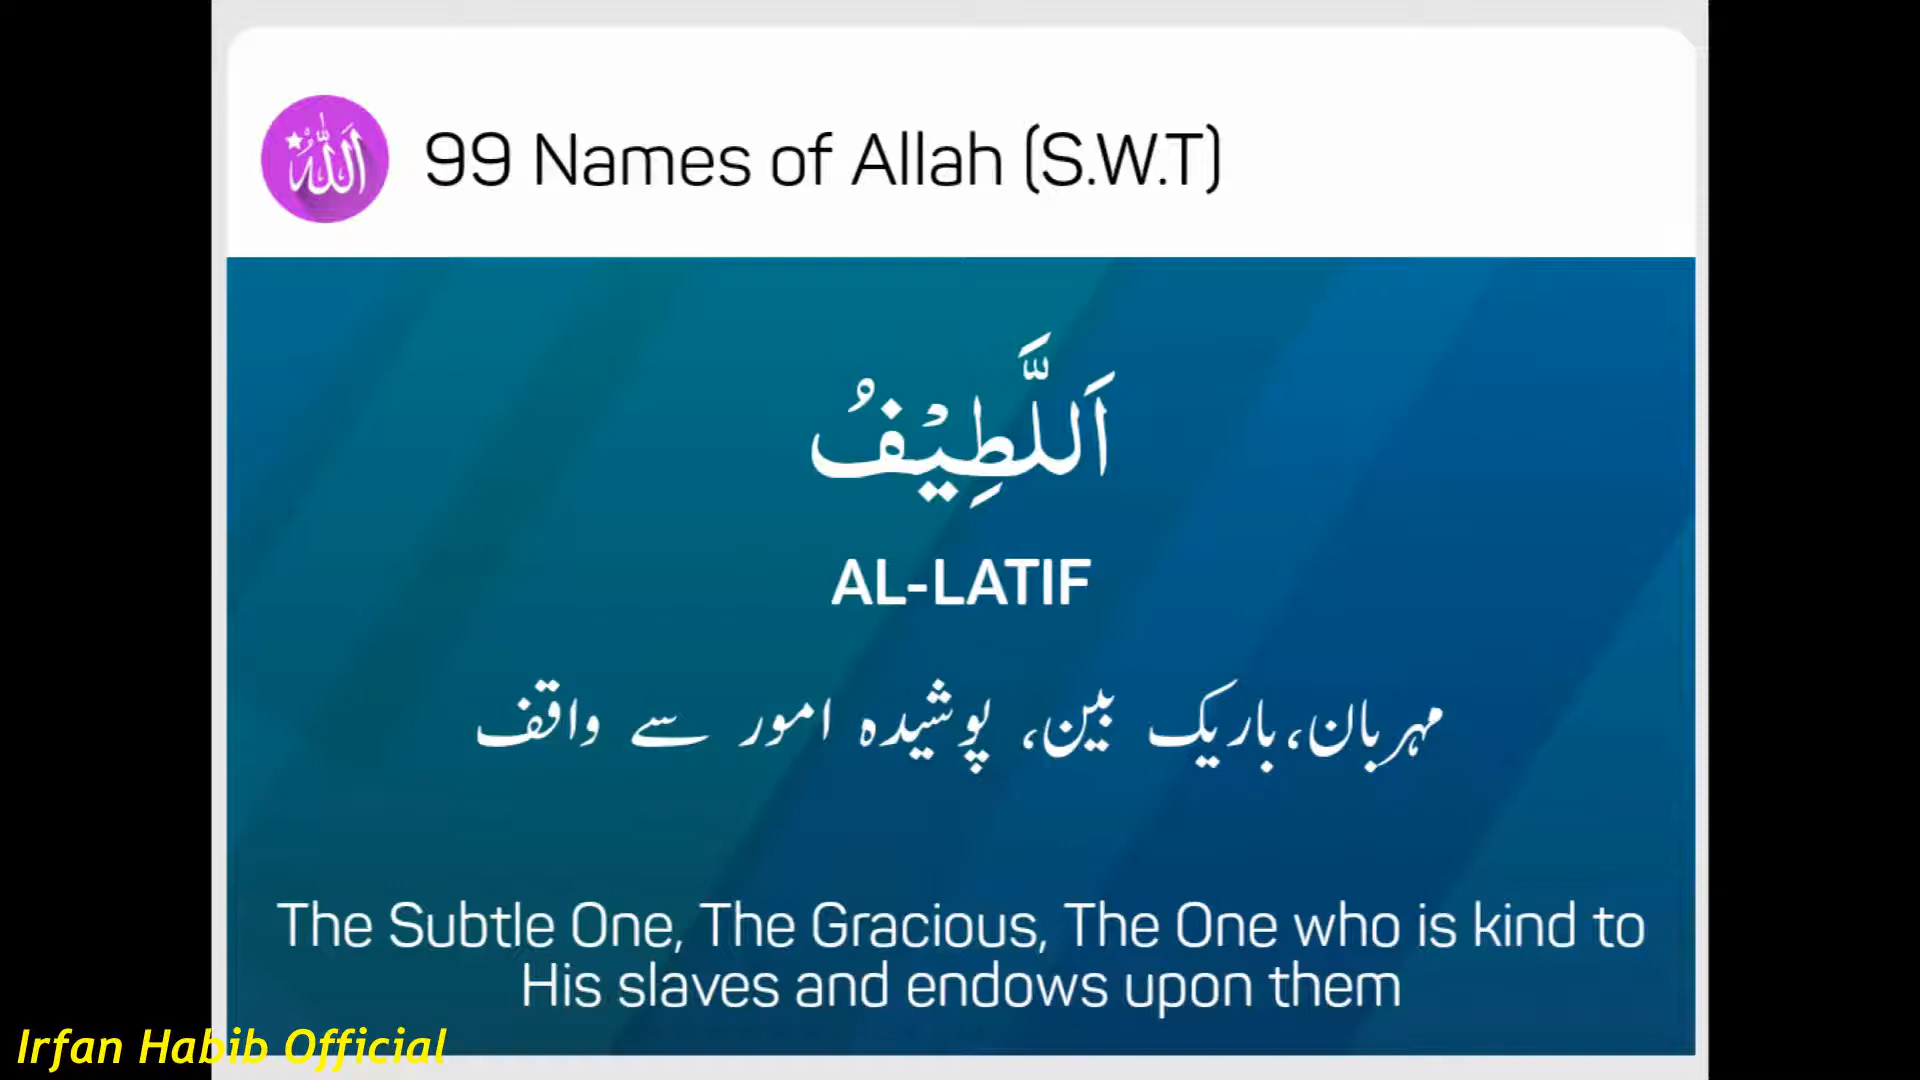 اَللّٰهُ
99 Names of Allah (S.W.T)
اَللَّطِيْفُ
AL-LATIF
مہربان،باریک بین، پوشیدہ امور سے واقف
The Subtle One, The Gracious, The One who is kind to
His slaves and endows upon them
Irfan Habib Official